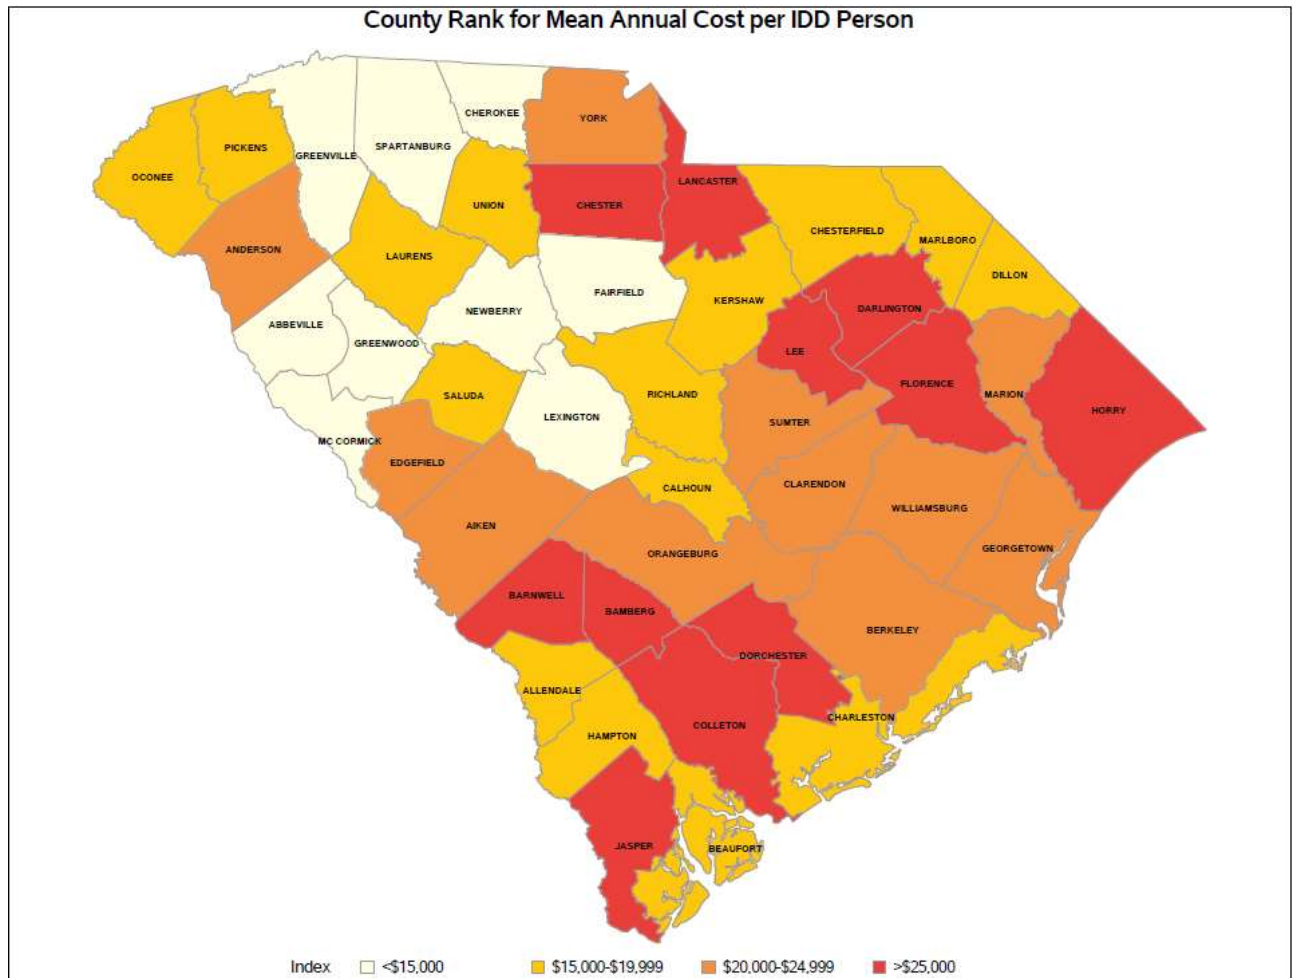 County Rank for Mean Annual Cost per IDD Person
CHEROKEE
YORK
SPARTANBURG
PICKENS
GREENVILLE
OCONEE
LANCASTER
UNION
CHESTER
CHESTERFIELD
MARLBORO
ANDERSON
LAURENS
DILLON
FAIRFIELD
KERSHAW
DARLINGTON
NEWBERRY
ABBEVILLE
GREENWOOD
LEE
FLORENCE
SALUDA
RICHLAND
MARION
HORRY
LEXINGTON
SUMTER
MC CORMICK
EDGEFIELD
CALHOUN
CLARENDON
WILLIAMSBURG
AIKEN
GEORGETOWN
ORANGEBURG
BARNWELL
BAMBERG
BERKELEY
DORCHESTER
ALLENDALE
CHARLESTON
COLLETON
HAMPTON
JASPER
BEAUFORT
Index <$15,000 $15,000-$19,999 $20,000-$24,999 >$25,000